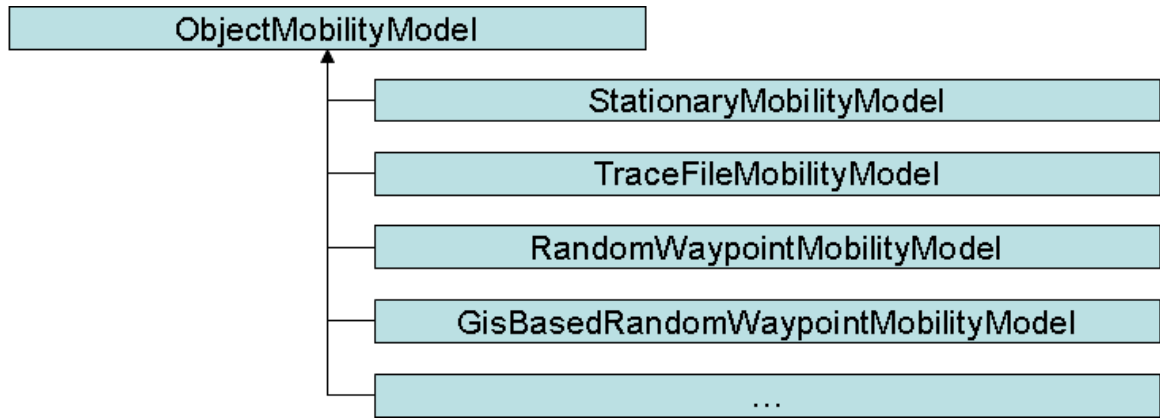 ObjectMobilityModel
StationaryMobilityModel
TraceFileMobilityModel
RandomWaypointMobilityModel
GisBasedRandomWaypointMobilityModel
...